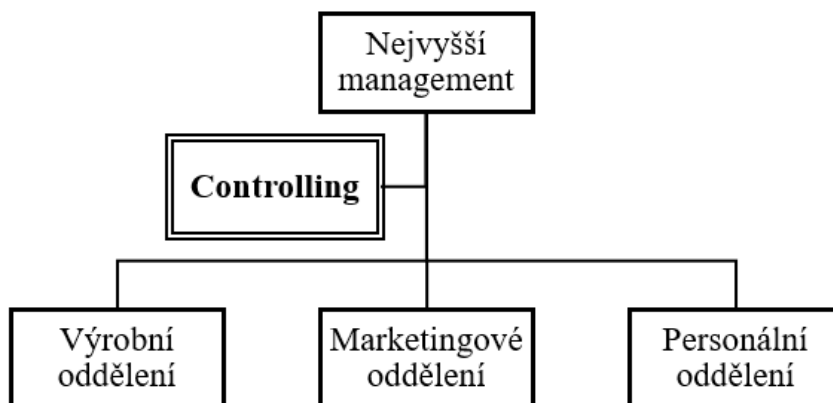 Nejvyšší
management
Controlling
Výrobní
oddělení
Marketingové
oddělení
Personální
oddělení